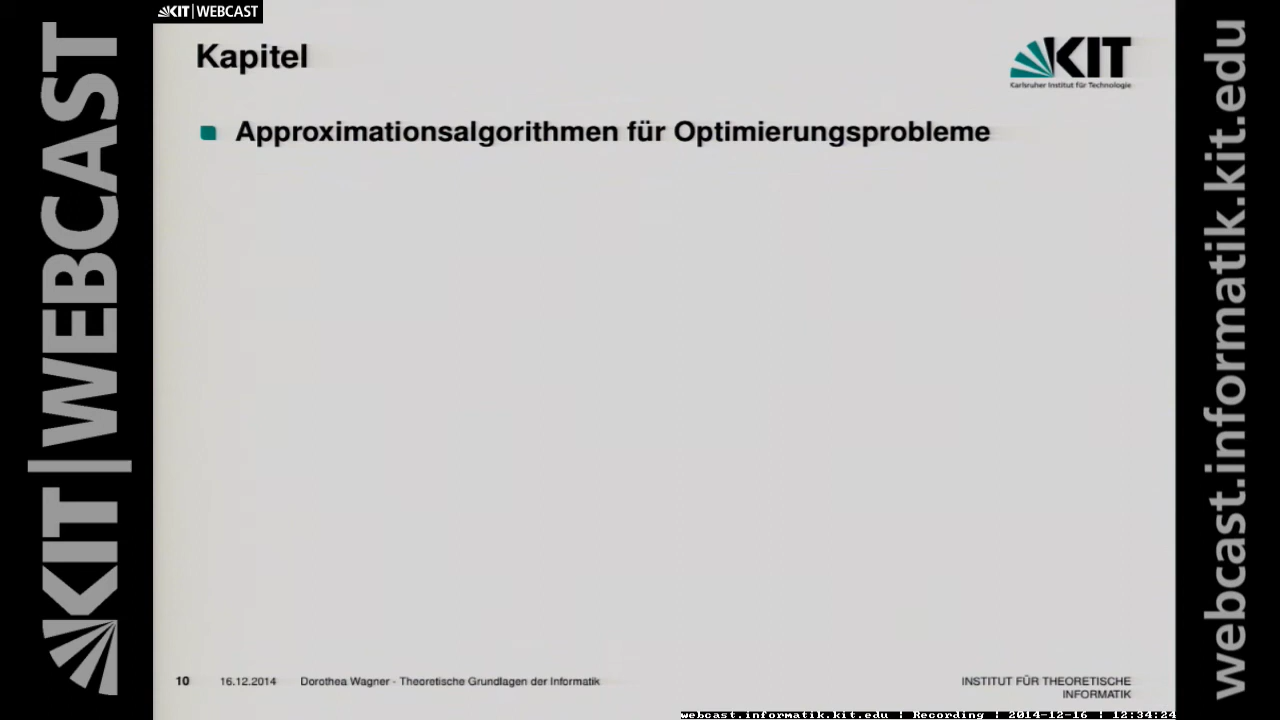 KIT | WEBCAST
Kapitel
KIT
Karlsruher Institut für Technologie
Approximationsalgorithmen für Optimierungsprobleme
10 16.12.2014 Dorothea Wagner - Theoretische Grundlagen der Informatik
INSTITUT FÜR THEORETISCHE
INFORMATIK
KIT | WEBCAST
webcast.informatik.kit.edu
webcast.informatik.kit.edu | Recording | 2014-12-16 | 12:34:24